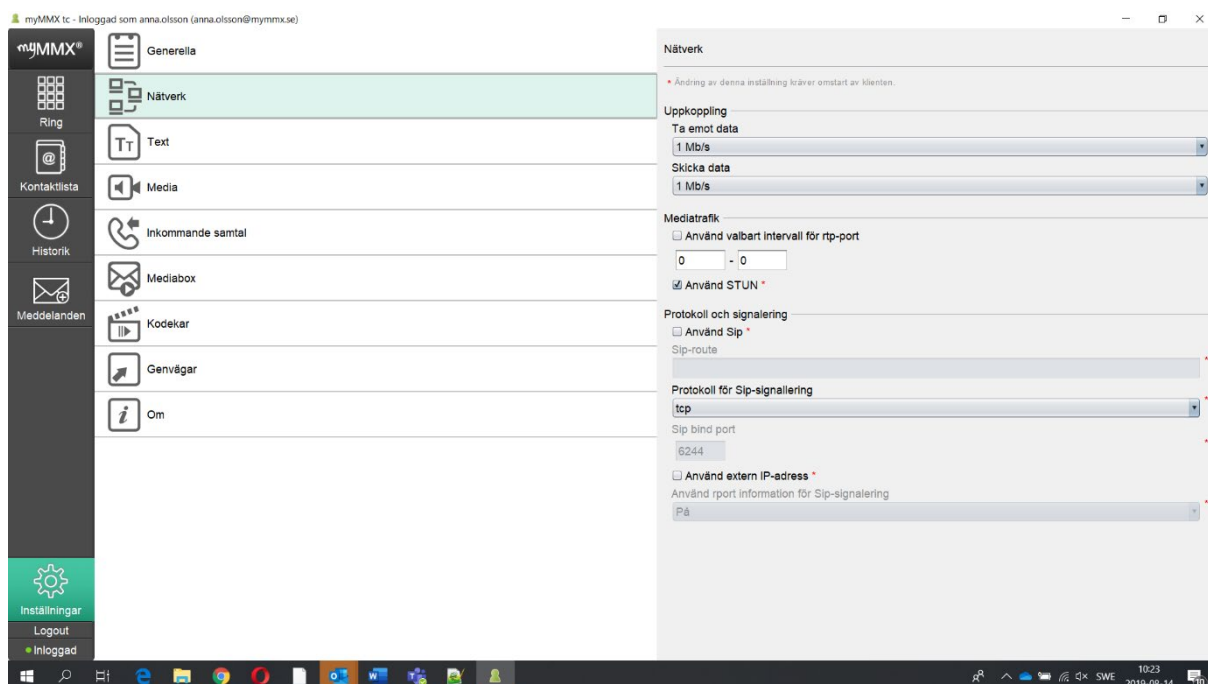 myMMX tc - Inloggad som anna.olsson (anna.olsson@mymmx.se)
myMMX®
Ring
Kontaktlista
Historik
Meddelanden
Inställningar
Logout
Inloggad
Generella
Nätverk
Text
Media
Inkommande samtal
Mediabox
Kodekar
Genvägar
Om
Nätverk
* Ändring av denna inställning kräver omstart av klienten.
Uppkoppling
Ta emot data
1 Mb/s
Skicka data
1 Mb/s
Mediatrafik
Använd valbart intervall för rtp-port
0 - 0
Använd STUN *
Protokoll och signalering
Använd Sip *
Sip-route
*
Protokoll för Sip-signallering
tcp *
Sip bind port
6244 *
Använd extern IP-adress *
Använd rport information för Sip-signalering
På *
SWE
10:23
2019-08-14